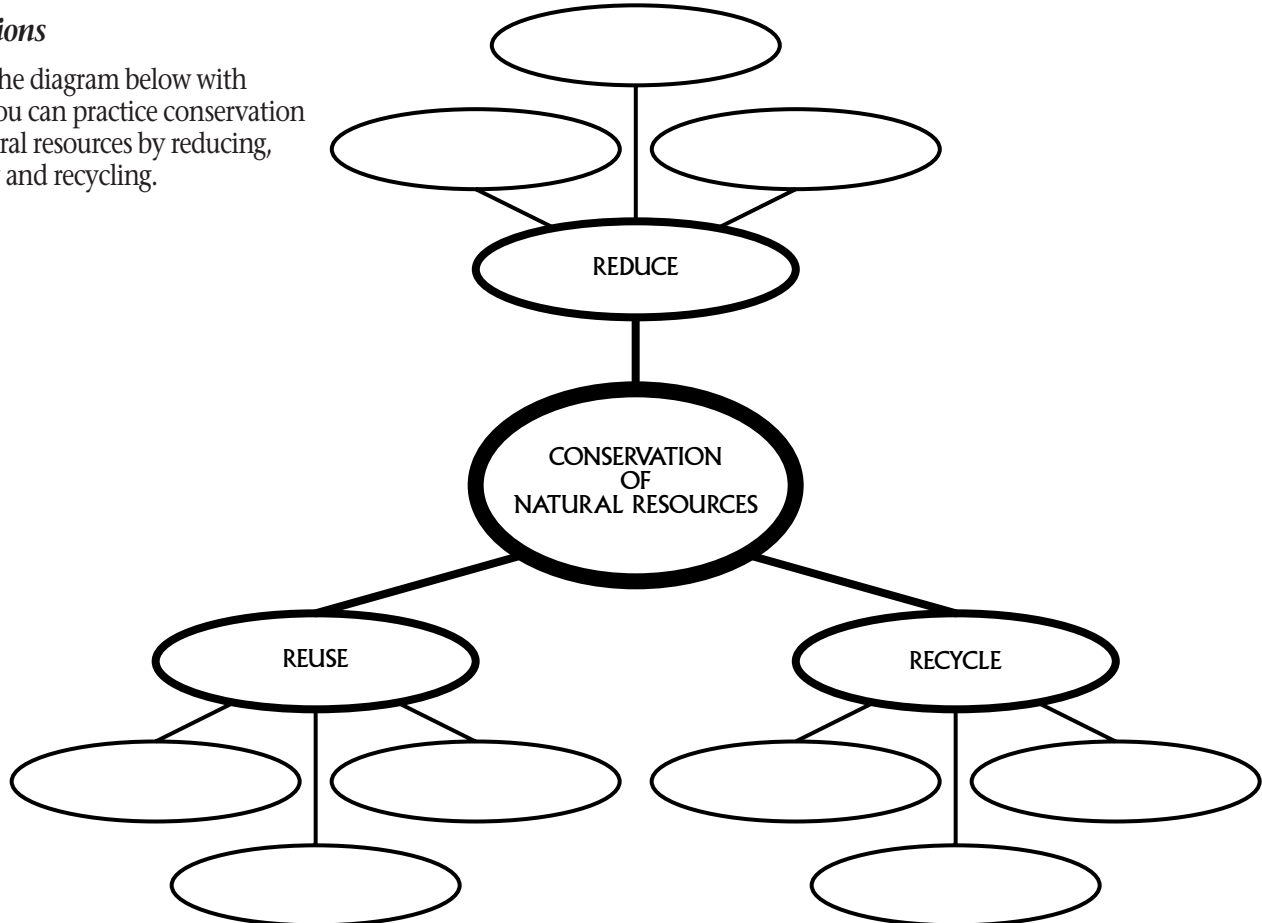 ions
he diagram below with
ou can practice conservation
ral resources by reducing,
and recycling.
REDUCE
CONSERVATION
OF
NATURAL RESOURCES
REUSE
RECYCLE